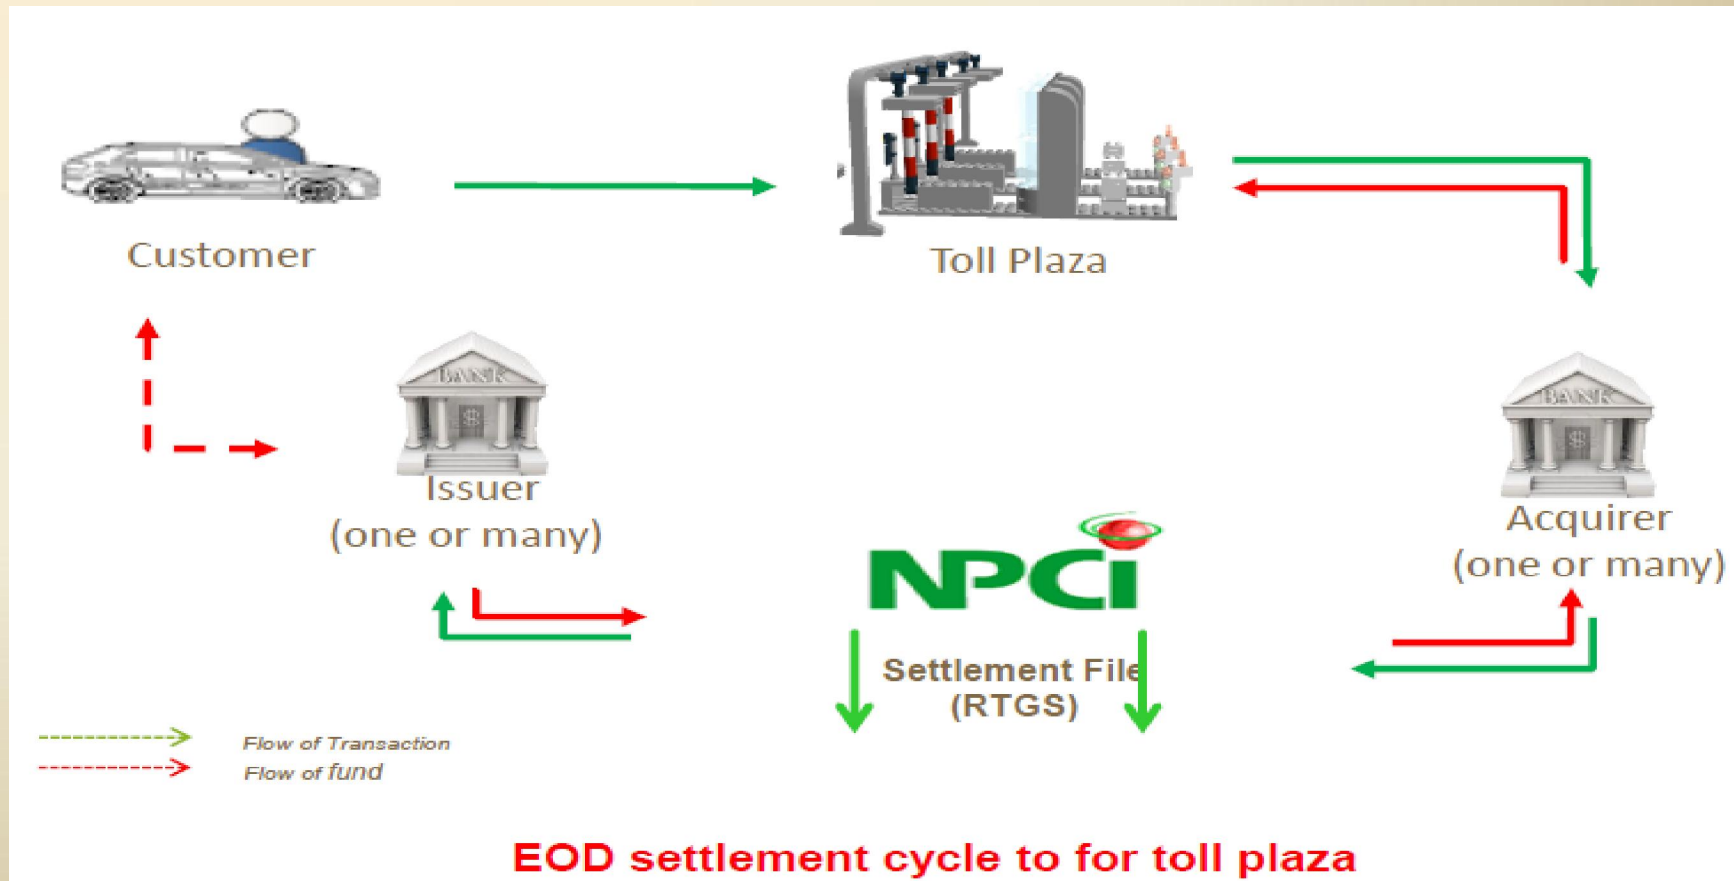 Customer
Toll Plaza
BANK
Issuer
(one or many)
BANK
Acquirer
(one or many)
NPCi
Settlement File
(RTGS)
Flow of Transaction
Flow of fund
EOD settlement cycle to for toll plaza